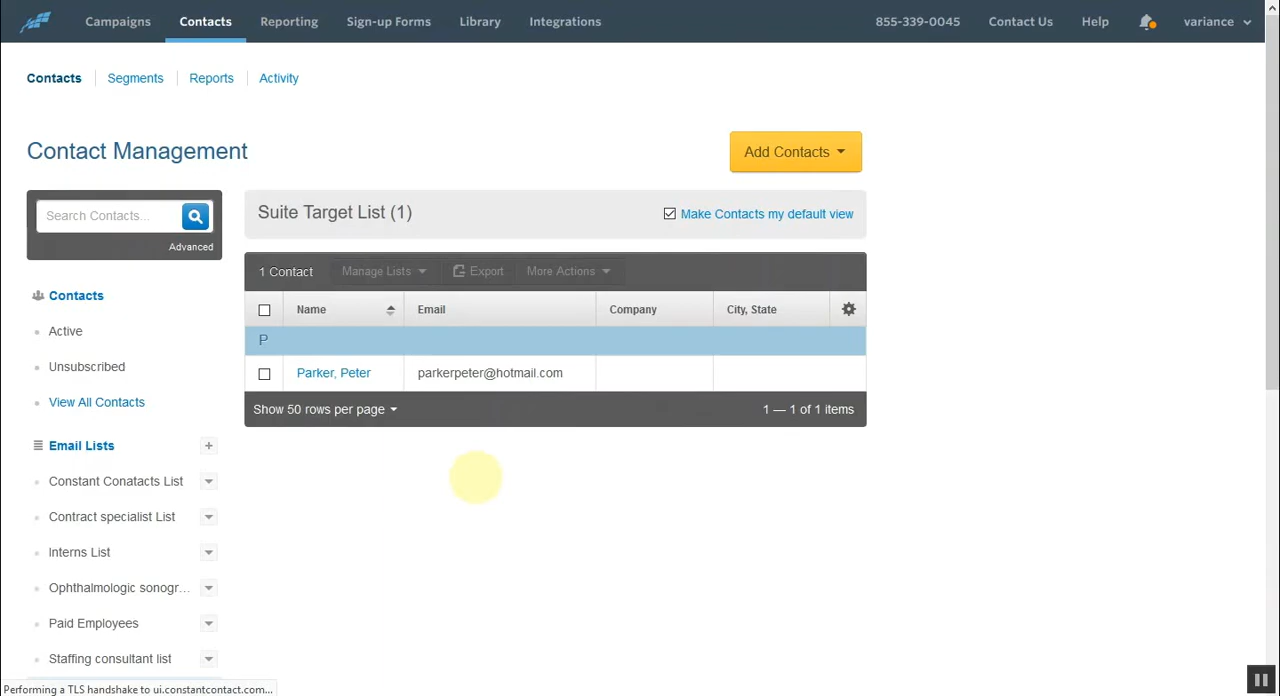 Campaigns Contacts Reporting Sign-up Forms Library Integrations 855-339-0045 Contact Us Help variance
Contacts Segments Reports Activity
Contact Management
Add Contacts
Search Contacts...
Advanced
Suite Target List (1)
Make Contacts my default view
1 Contact Manage Lists Export More Actions
Name Email Company City, State
P
Parker, Peter parkerpeter@hotmail.com
Show 50 rows per page 1 — 1 of 1 items
Contacts
Active
Unsubscribed
View All Contacts
Email Lists +
Constant Conatacts List
Contract specialist List
Interns List
Ophthalmologic sonogr...
Paid Employees
Staffing consultant list
Performing a TLS handshake to ui.constantcontact.com...